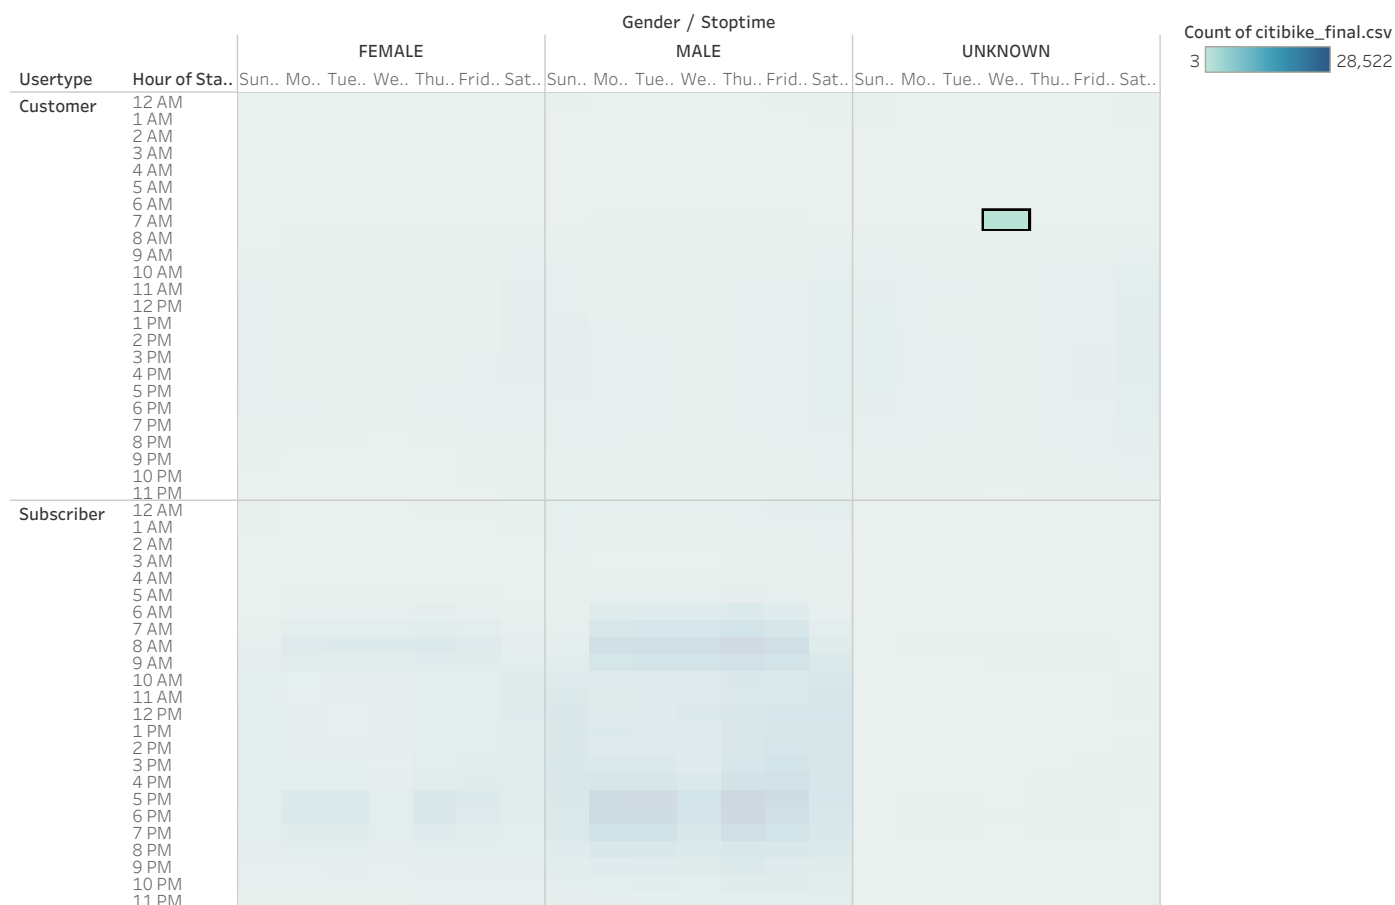 Gender / Stoptime
Count of citibike_final.csv
FEMALE MALE UNKNOWN
3 28,522
Usertype Hour of Sta.. Sun.. Mo.. Tue.. We.. Thu.. Frid.. Sat.. Sun.. Mo.. Tue.. We.. Thu.. Frid.. Sat.. Sun.. Mo.. Tue.. We.. Thu.. Frid.. Sat..
Customer 12 AM
1 AM
2 AM
3 AM
4 AM
5 AM
6 AM
7 AM
8 AM
9 AM
10 AM
11 AM
12 PM
1 PM
2 PM
3 PM
4 PM
5 PM
6 PM
7 PM
8 PM
9 PM
10 PM
11 PM
Subscriber 12 AM
1 AM
2 AM
3 AM
4 AM
5 AM
6 AM
7 AM
8 AM
9 AM
10 AM
11 AM
12 PM
1 PM
2 PM
3 PM
4 PM
5 PM
6 PM
7 PM
8 PM
9 PM
10 PM
11 PM